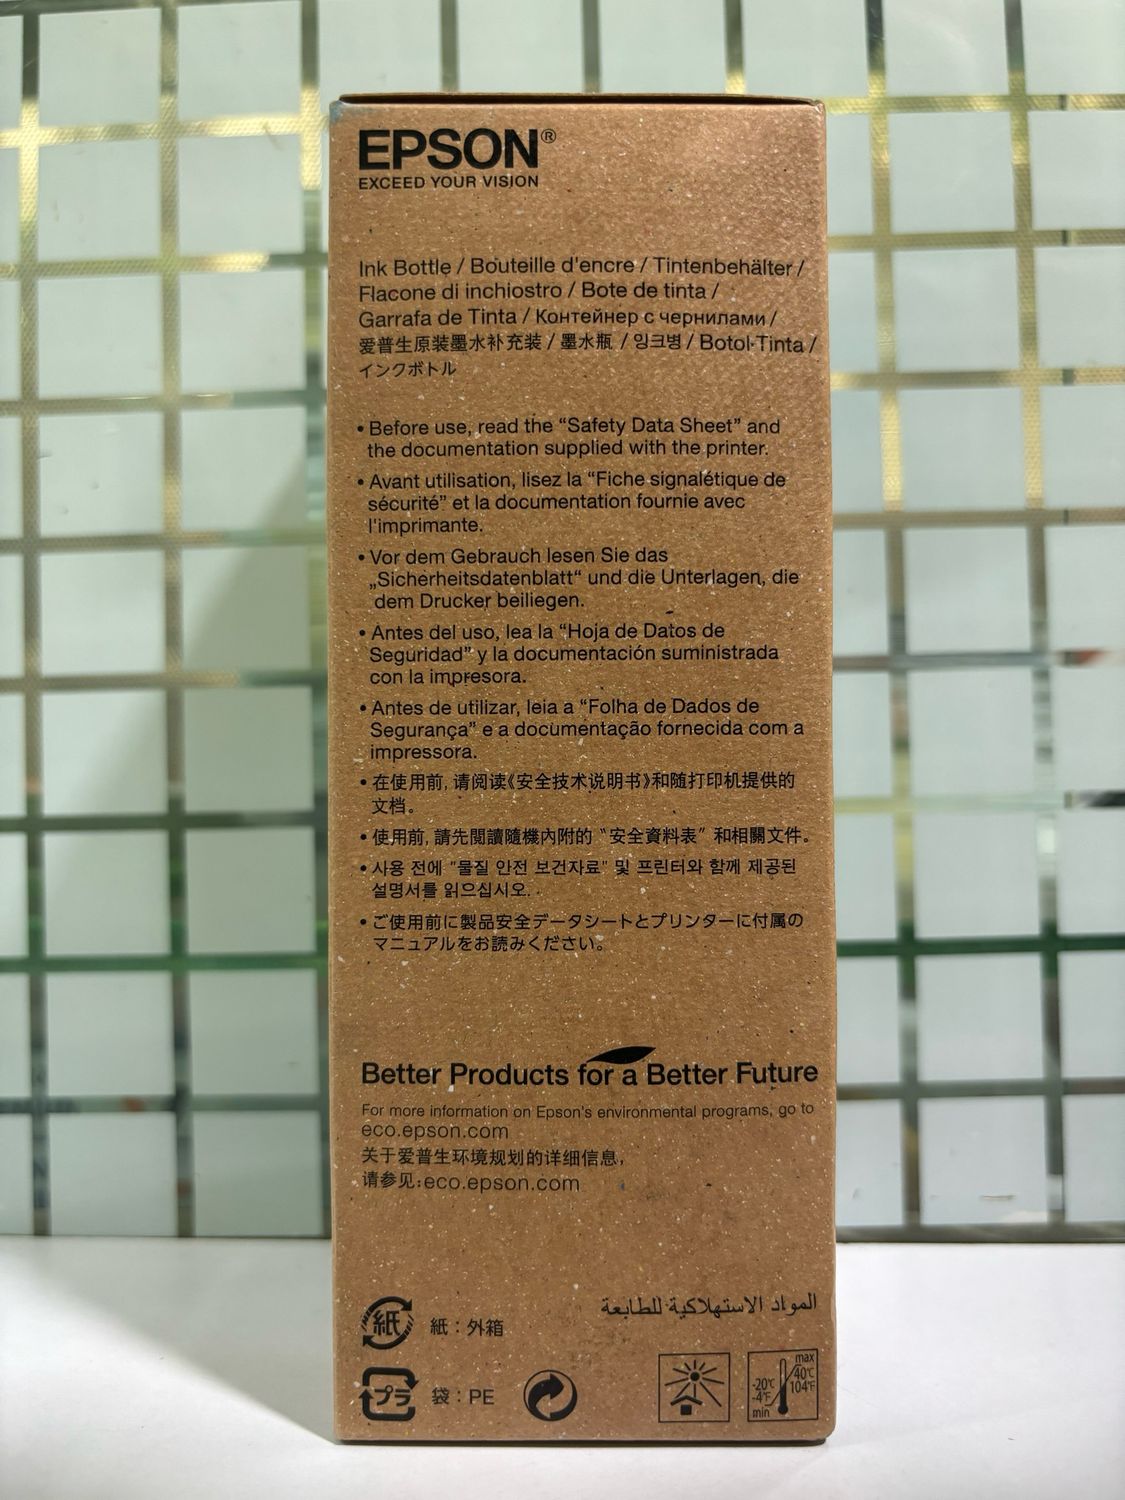 EPSON®
EXCEED YOUR VISION
Ink Bottle / Bouteille d'encre / Tintenbehälter /
Flacone di inchiostro / Bote de tinta /
Garrafa de Tinta / Контейнер с чернилами /
爱普生原装墨水补充装 / 墨水瓶 / 잉크병 / Botol Tinta /
インクボトル
• Before use, read the “Safety Data Sheet” and
the documentation supplied with the printer.
• Avant utilisation, lisez la “Fiche signalétique de
sécurité” et la documentation fournie avec
l'imprimante.
• Vor dem Gebrauch lesen Sie das
„Sicherheitsdatenblatt“ und die Unterlagen, die
dem Drucker beiliegen.
• Antes del uso, lea la “Hoja de Datos de
Seguridad” y la documentación suministrada
con la impresora.
• Antes de utilizar, leia a “Folha de Dados de
Segurança” e a documentação fornecida com a
impressora.
• 在使用前, 请阅读《安全技术说明书》和随打印机提供的
文档。
• 使用前, 請先閱讀隨機內附的 “安全資料表” 和相關文件。
• 사용 전에 “물질 안전 보건자료” 및 프린터와 함께 제공된
설명서를 읽으십시오.
• ご使用前に製品安全データシートとプリンターに付属の
マニュアルをお読みください。
Better Products for a Better Future
For more information on Epson's environmental programs, go to
eco.epson.com
关于爱普生环境规划的详细信息,
请参见:eco.epson.com
المواد الاستهلاكية للطابعة
紙 紙：外箱
プラ 袋：PE
max
40℃
104℉
-20℃
-4℉
min